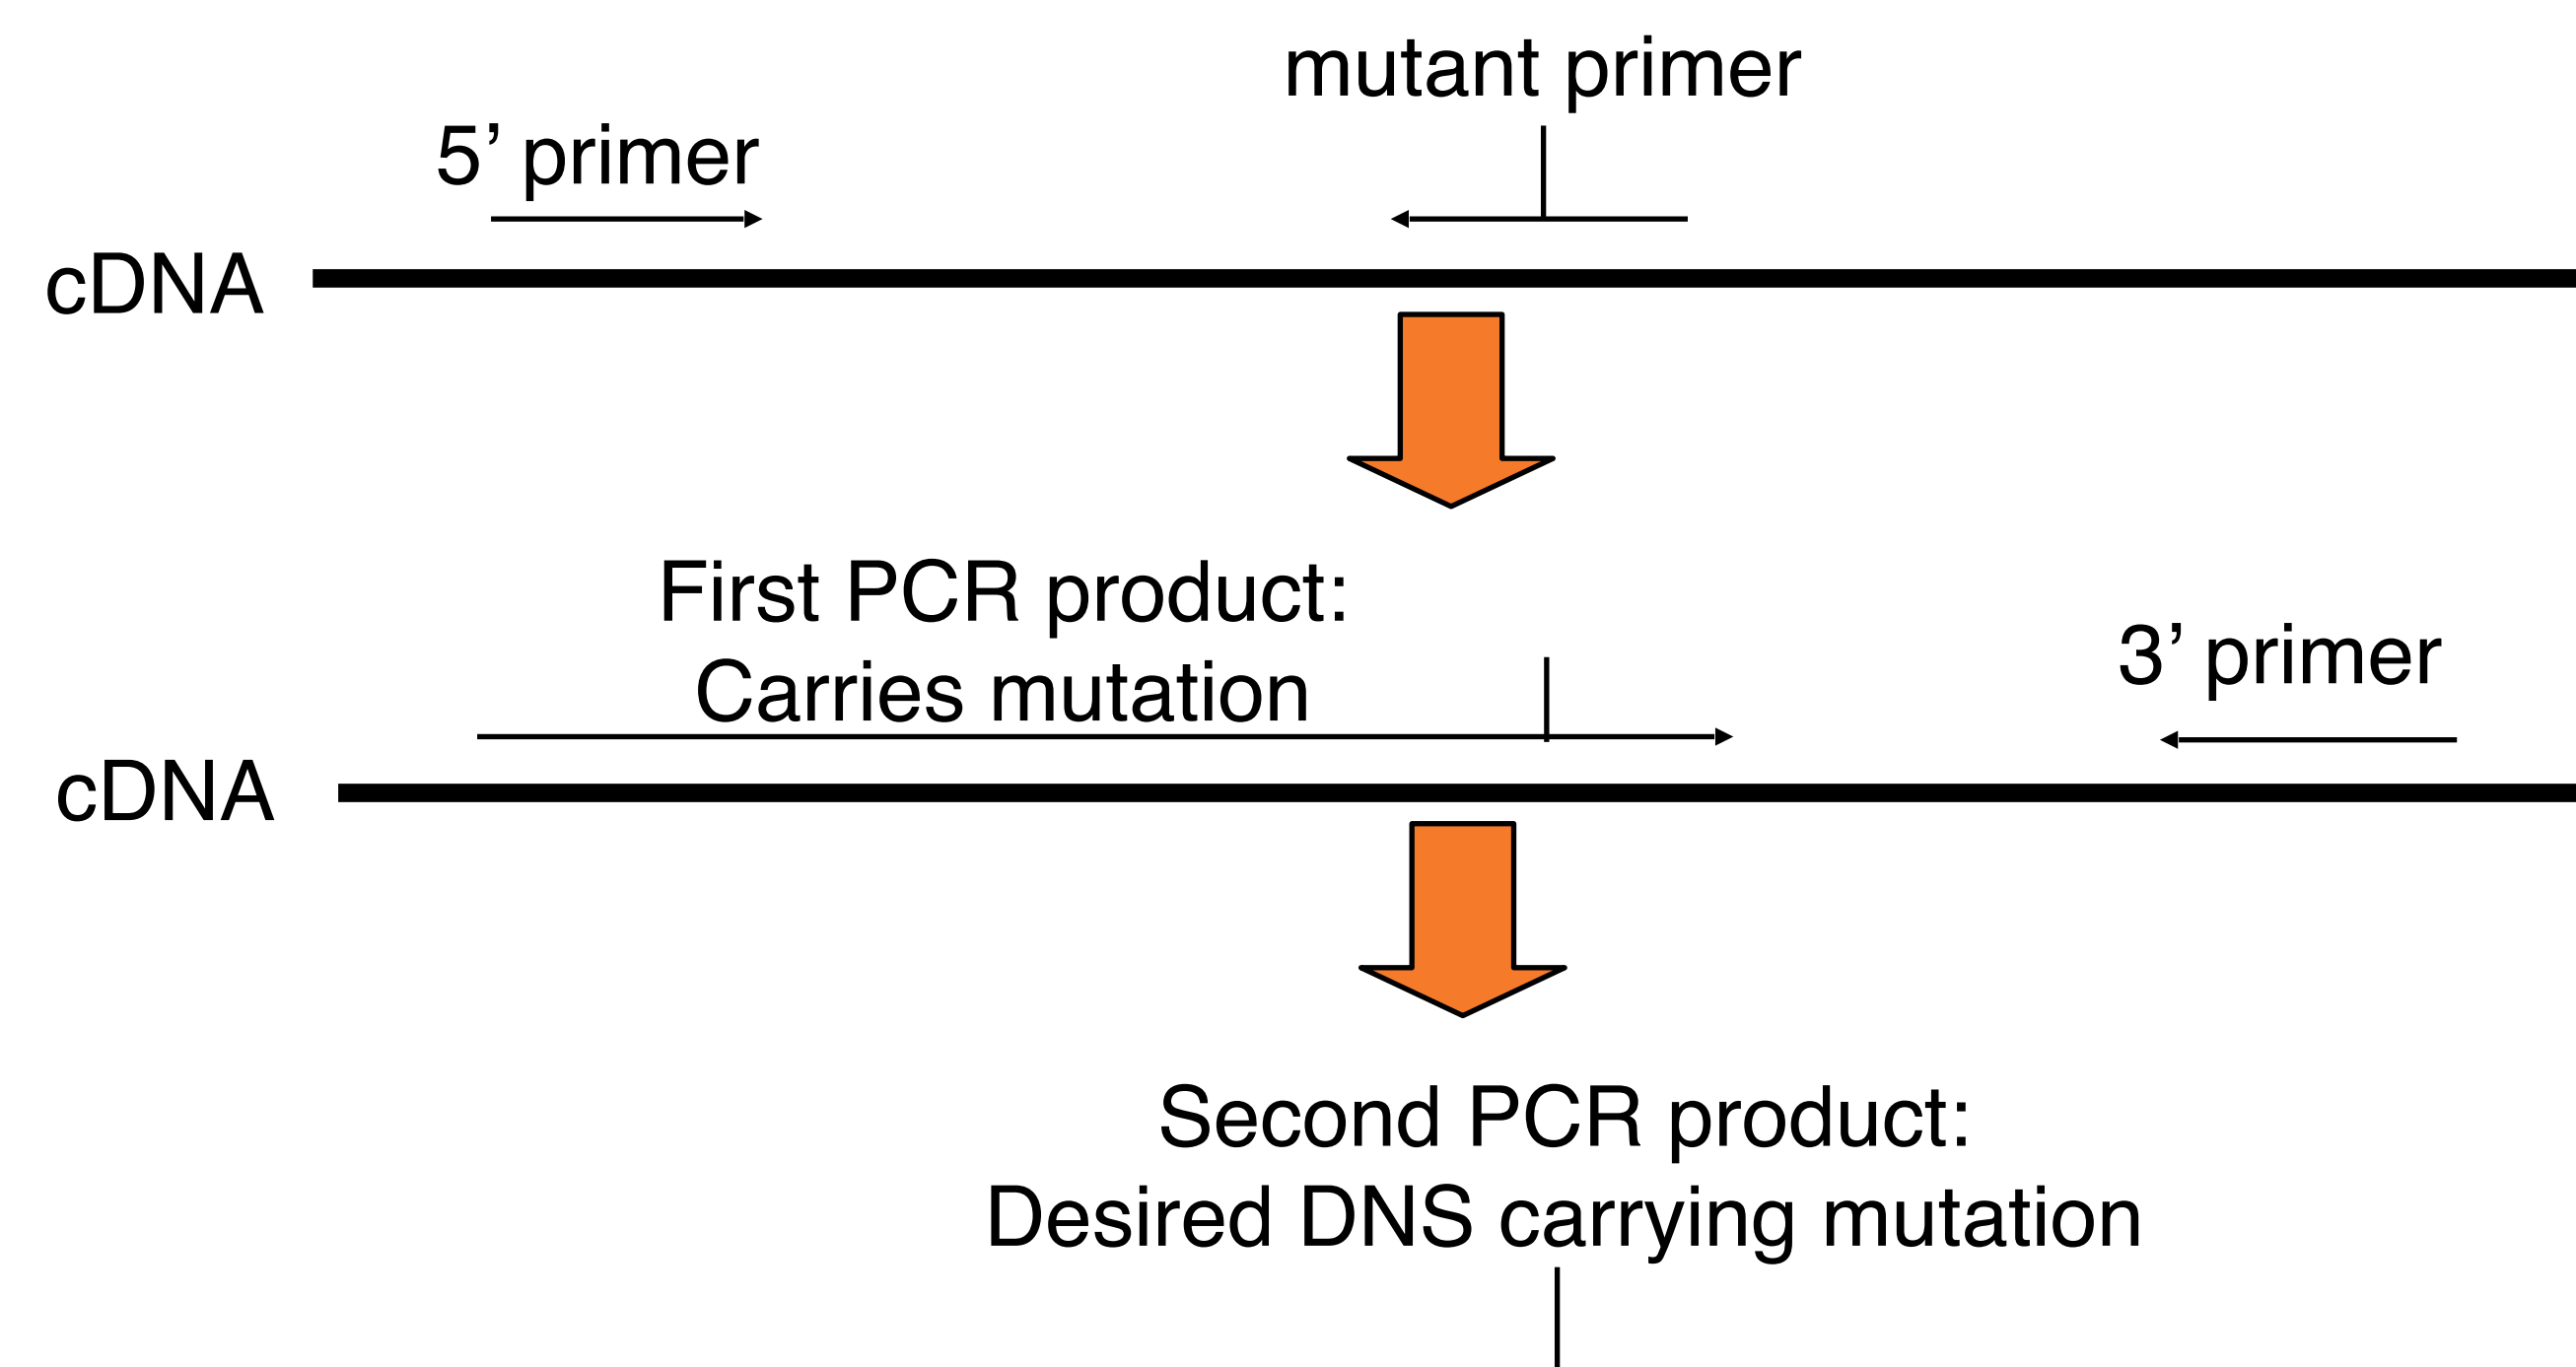 mutant primer
5’ primer
cDNA
First PCR product:
Carries mutation
3’ primer
cDNA
Second PCR product:
Desired DNS carrying mutation